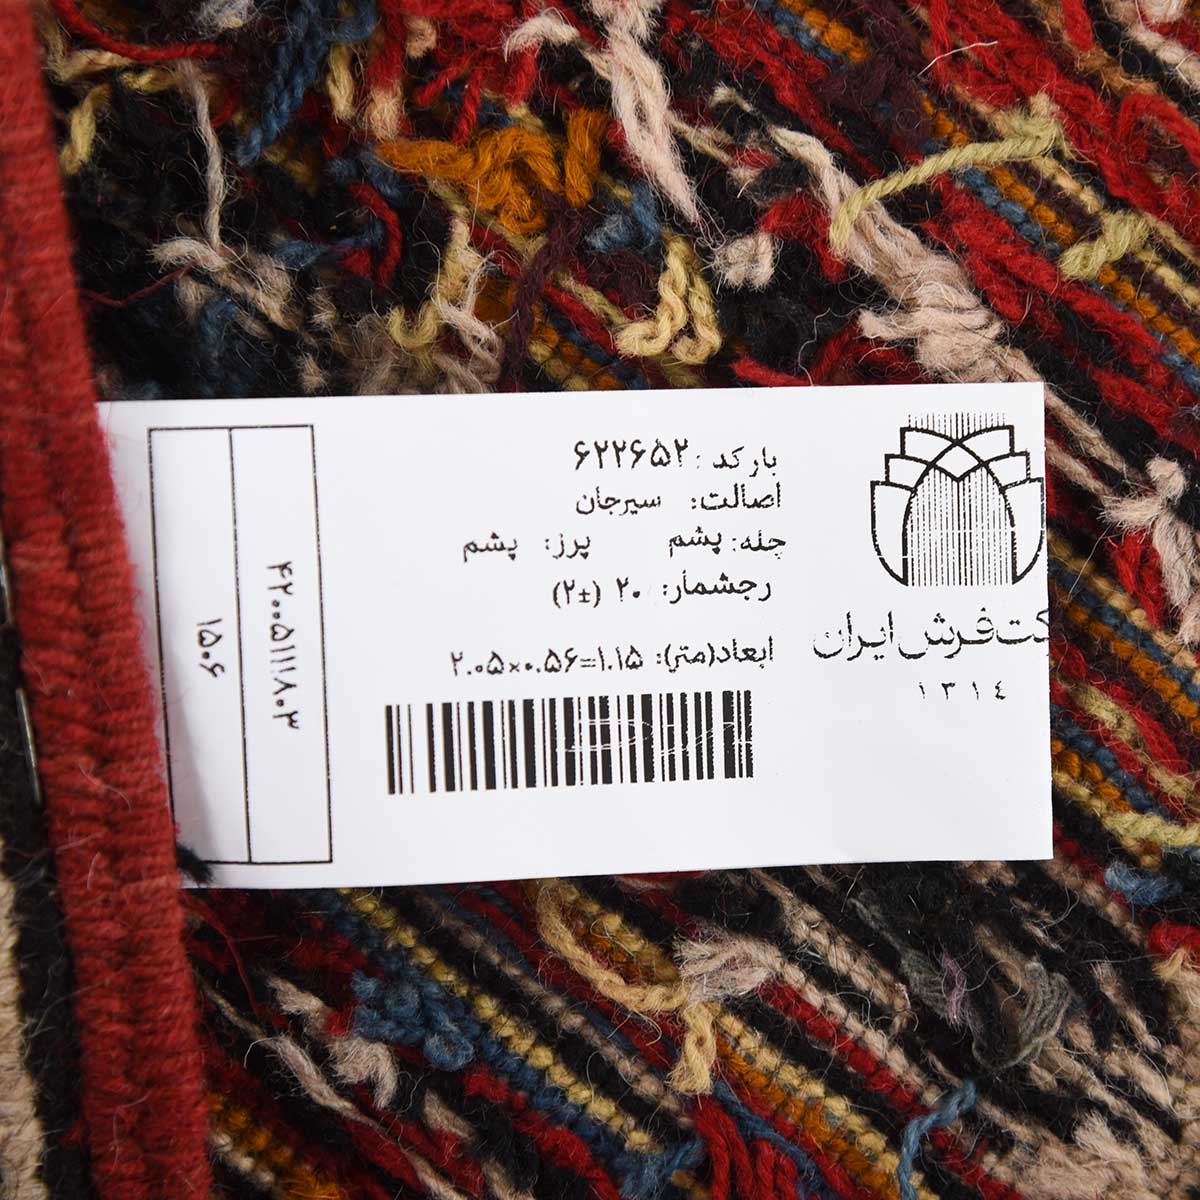 بارکد: ۶۲۲۶۵۲
اصالت: سیرجان
چله: پشم پرز: پشم
رجشمار: ۲۰ (±۲)
ابعاد(متر): ۱.۱۵=۲.۰۵×۰.۵۶
کت فرش ایران
۱۳۱٤
۴۲۰۰۵۱۱۱۸۰۳
۱۵۰۶